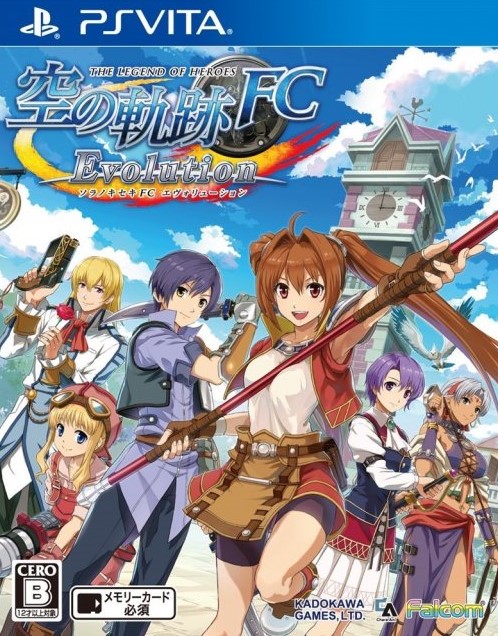 PSVITA
THE LEGEND OF HEROES
空の軌跡FC
Evolution
ソラノキセキFC エヴォリューション
CERO
B
12才以上対象
メモリーカード
必須
KADOKAWA
GAMES, LTD.
CharaAni
Falcom